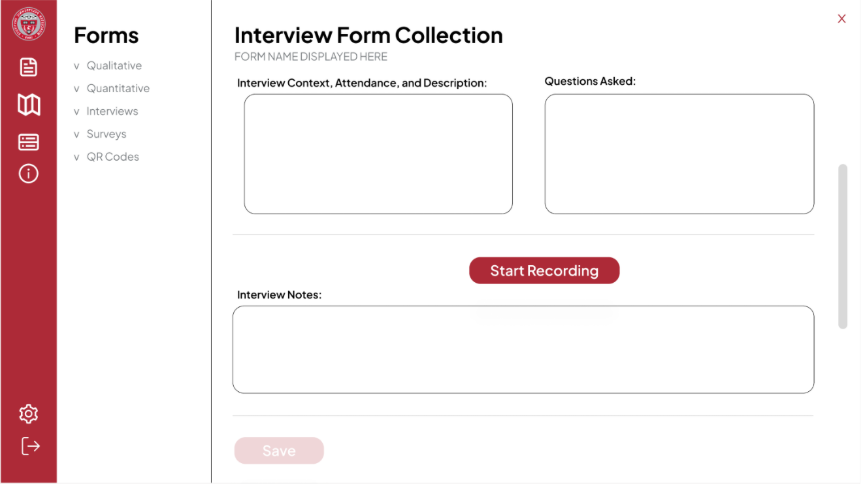 Forms
v Qualitative
v Quantitative
v Interviews
v Surveys
v QR Codes
X
Interview Form Collection
FORM NAME DISPLAYED HERE
Interview Context, Attendance, and Description:
Questions Asked:
Start Recording
Interview Notes:
Save